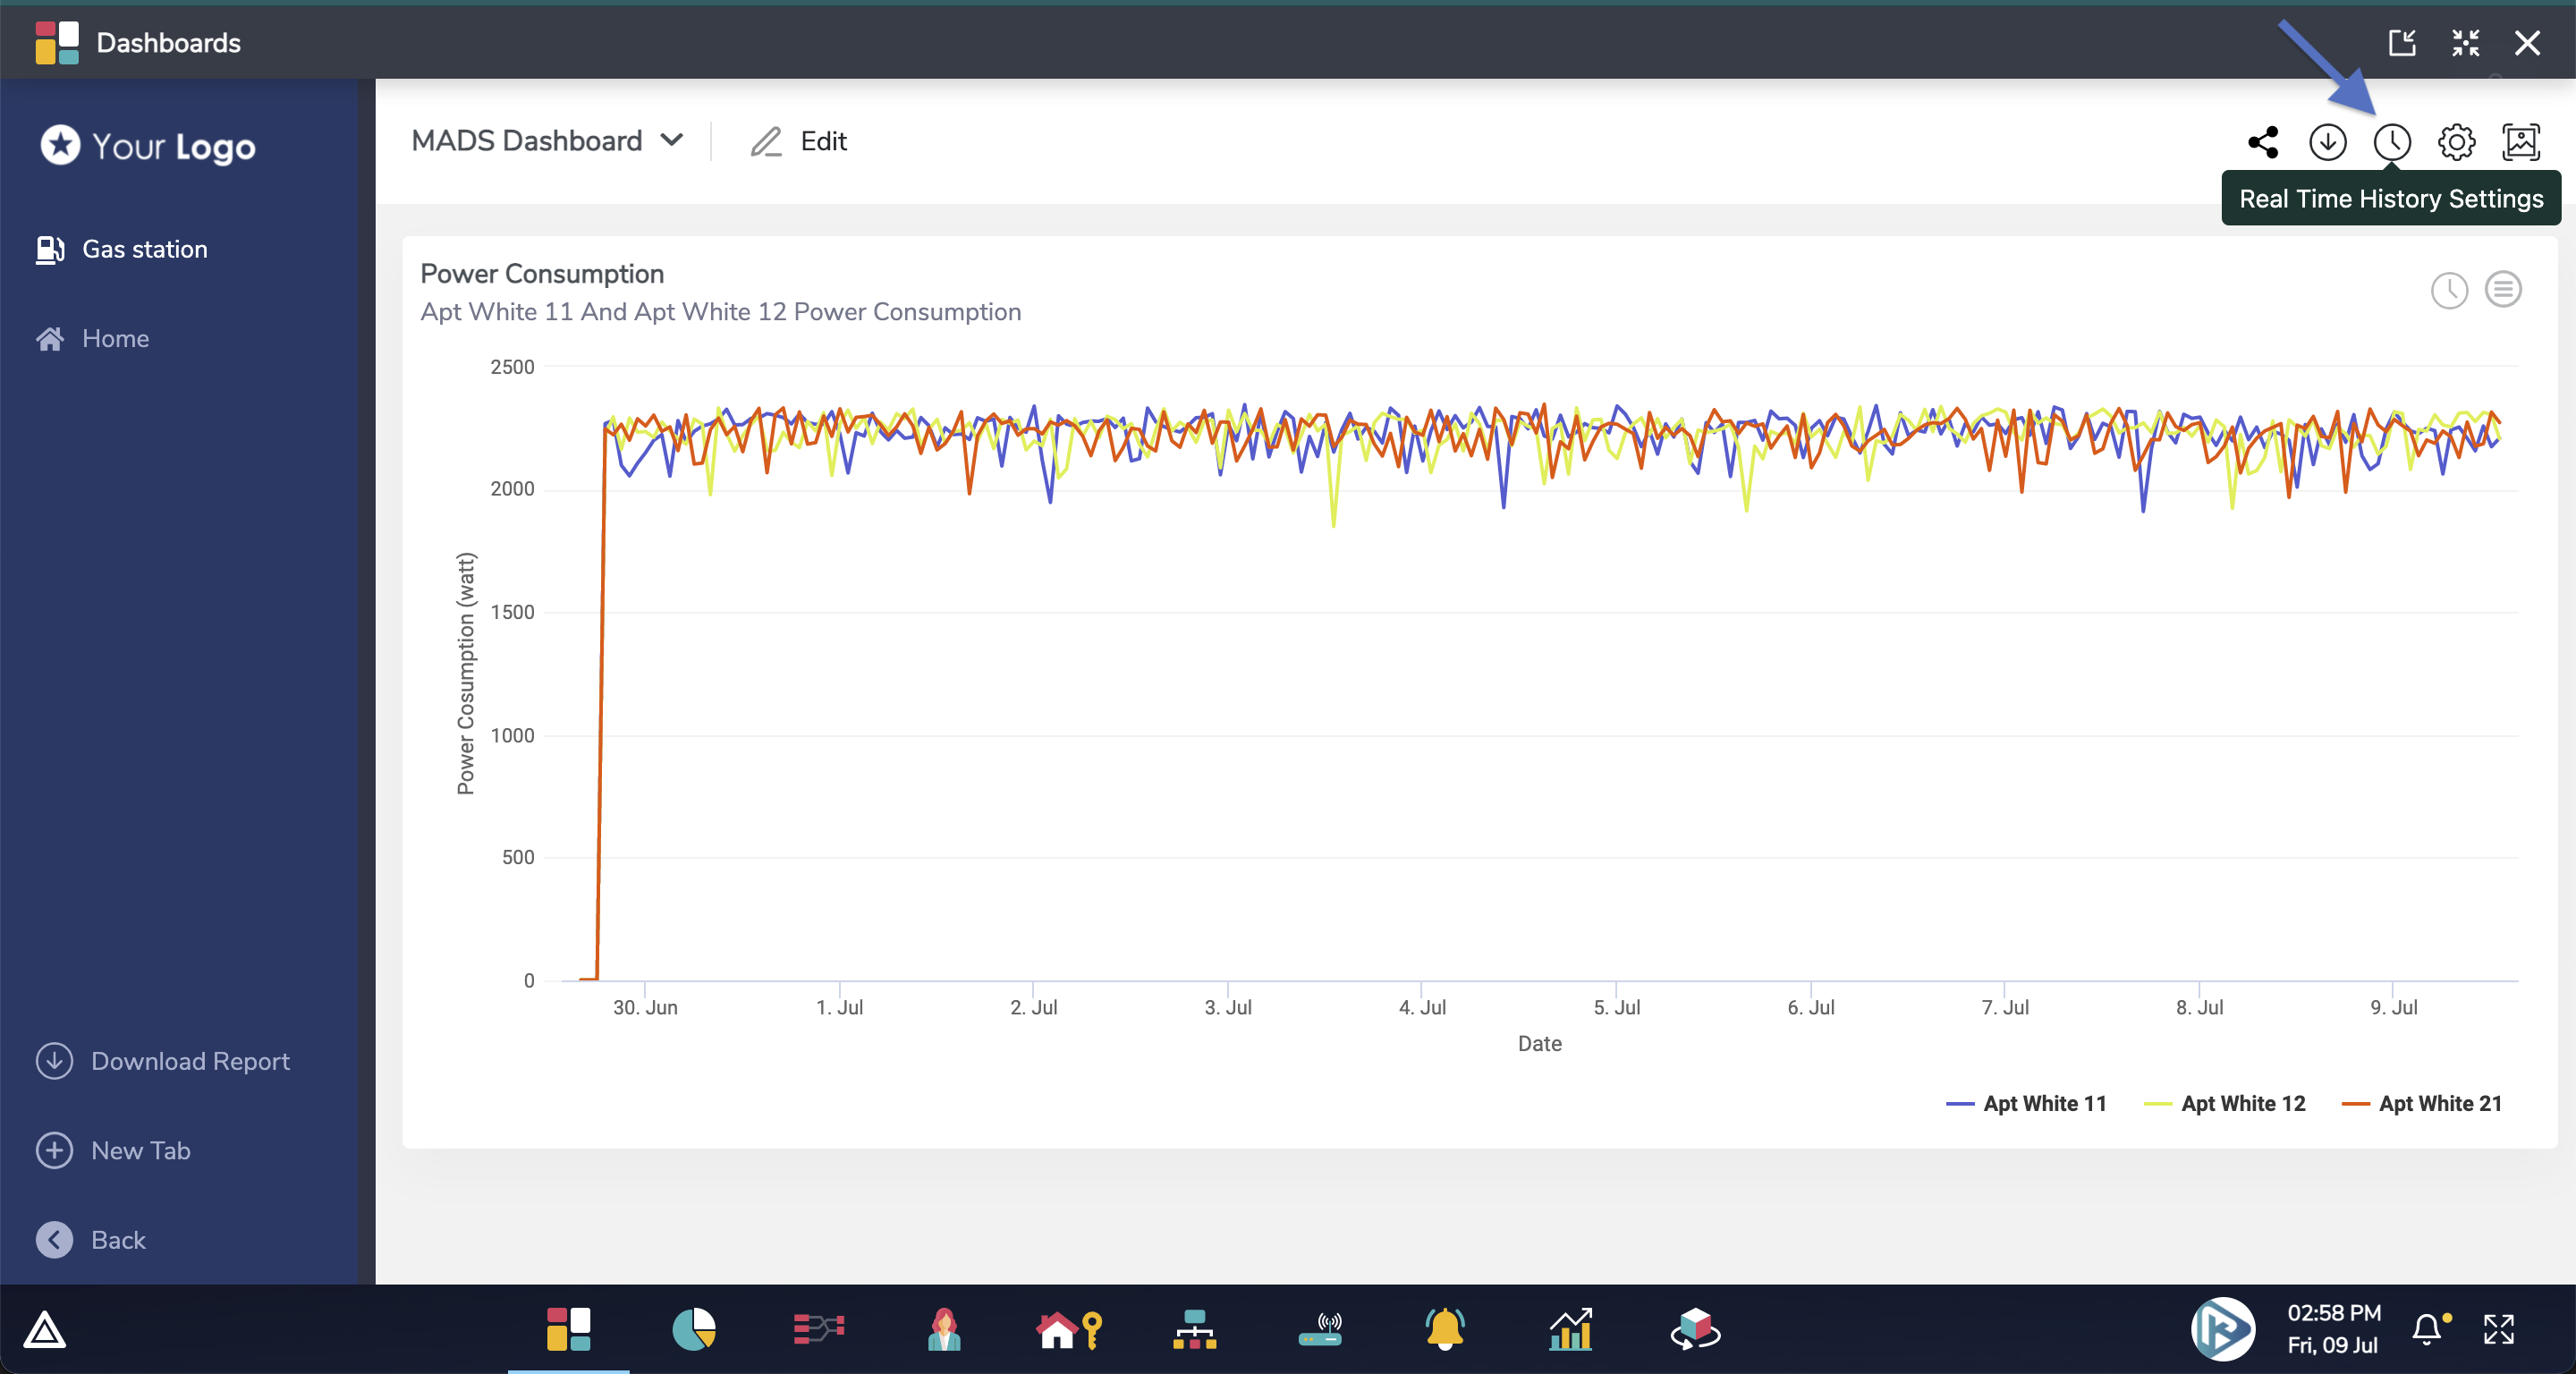 Dashboards
Your Logo
Gas station
Home
Download Report
New Tab
Back
MADS Dashboard
Edit
Real Time History Settings
Power Consumption
Apt White 11 And Apt White 12 Power Consumption
2500
2000
1500
1000
500
0
Power Cosumption (watt)
30. Jun 1. Jul 2. Jul 3. Jul 4. Jul 5. Jul 6. Jul 7. Jul 8. Jul 9. Jul
Date
Apt White 11 Apt White 12 Apt White 21
02:58 PM
Fri, 09 Jul